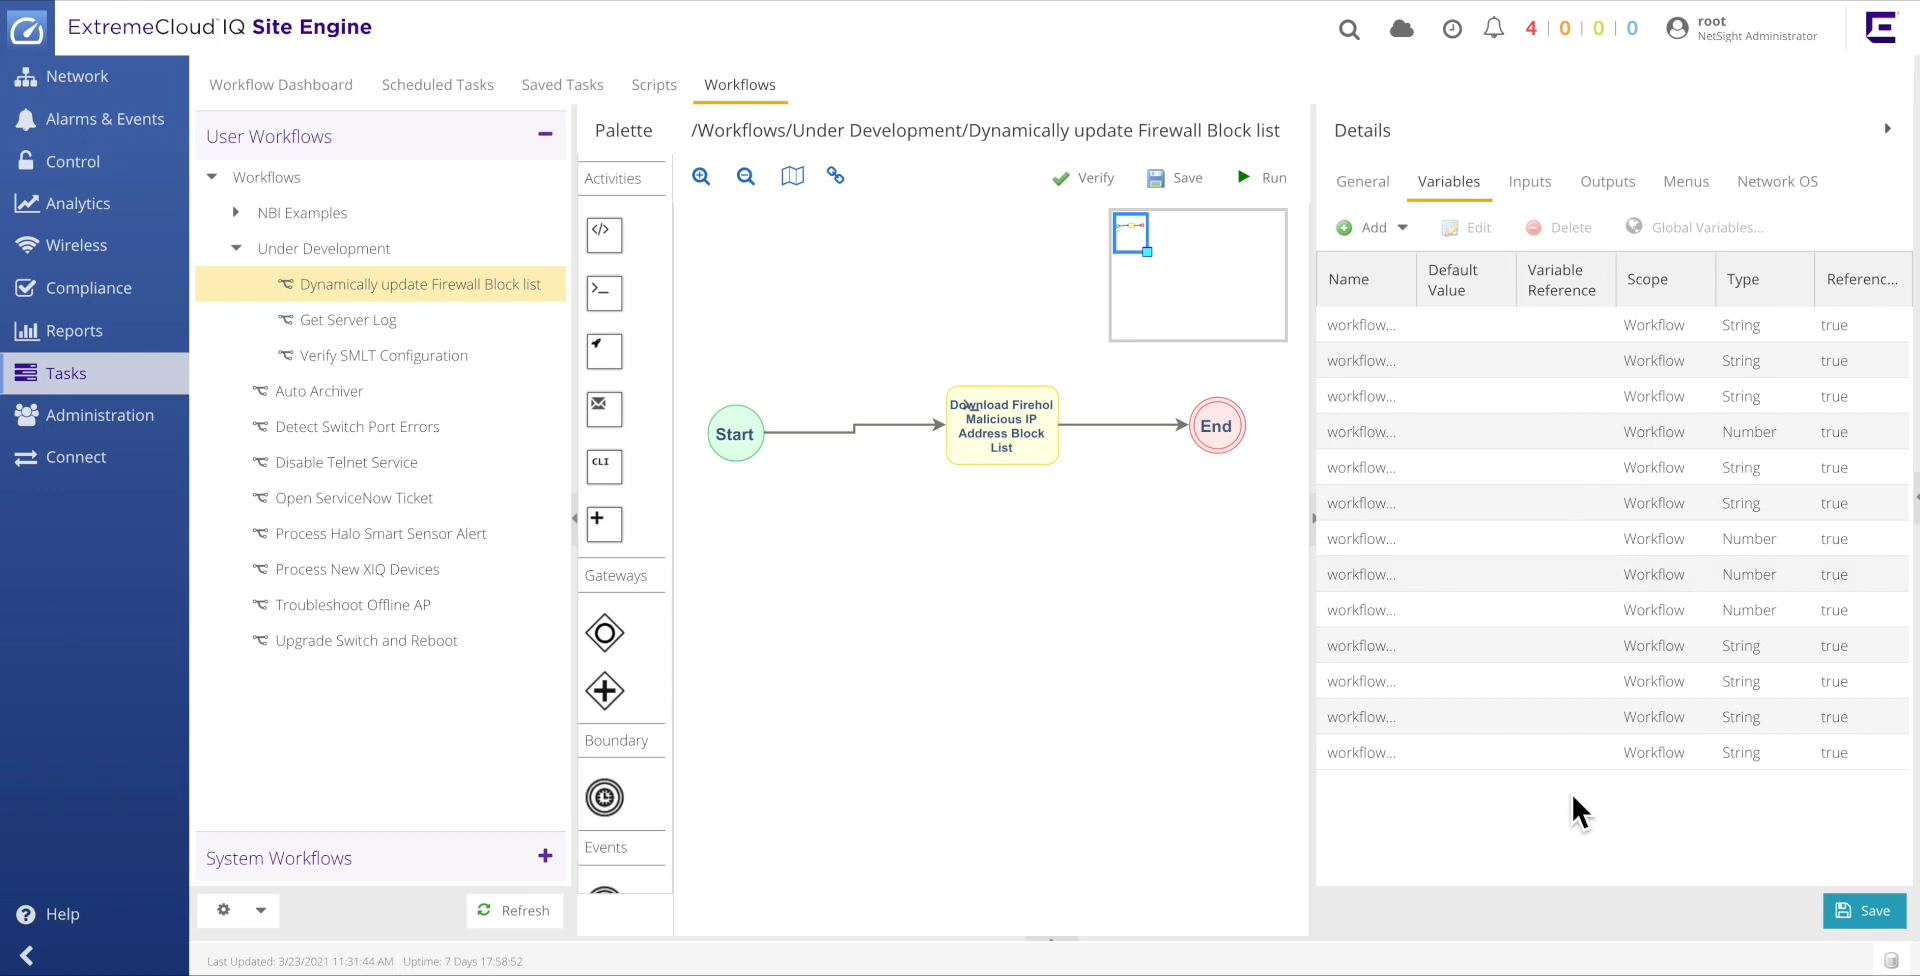 ExtremeCloud IQ Site Engine
4 | 0 | 0 | 0
root
NetSight Administrator
Network
Alarms & Events
Control
Analytics
Wireless
Compliance
Reports
Tasks
Administration
Connect
Help
Workflow Dashboard
Scheduled Tasks
Saved Tasks
Scripts
Workflows
User Workflows
Workflows
NBI Examples
Under Development
Dynamically update Firewall Block list
Get Server Log
Verify SMLT Configuration
Auto Archiver
Detect Switch Port Errors
Disable Telnet Service
Open ServiceNow Ticket
Process Halo Smart Sensor Alert
Process New XIQ Devices
Troubleshoot Offline AP
Upgrade Switch and Reboot
System Workflows
Refresh
Palette
Activities
CLI
Gateways
Boundary
Events
/Workflows/Under Development/Dynamically update Firewall Block list
Verify
Save
Run
Start
Download Firehol
Malicious IP
Address Block
List
End
Details
General
Variables
Inputs
Outputs
Menus
Network OS
Add
Edit
Delete
Global Variables...
Name
Default Value
Variable Reference
Scope
Type
Referenc...
workflow... Workflow String true
workflow... Workflow String true
workflow... Workflow String true
workflow... Workflow Number true
workflow... Workflow String true
workflow... Workflow String true
workflow... Workflow Number true
workflow... Workflow Number true
workflow... Workflow Number true
workflow... Workflow String true
workflow... Workflow String true
workflow... Workflow String true
workflow... Workflow String true
Save
Last Updated: 3/23/2021 11:31:44 AM Uptime: 7 Days 17:58:52